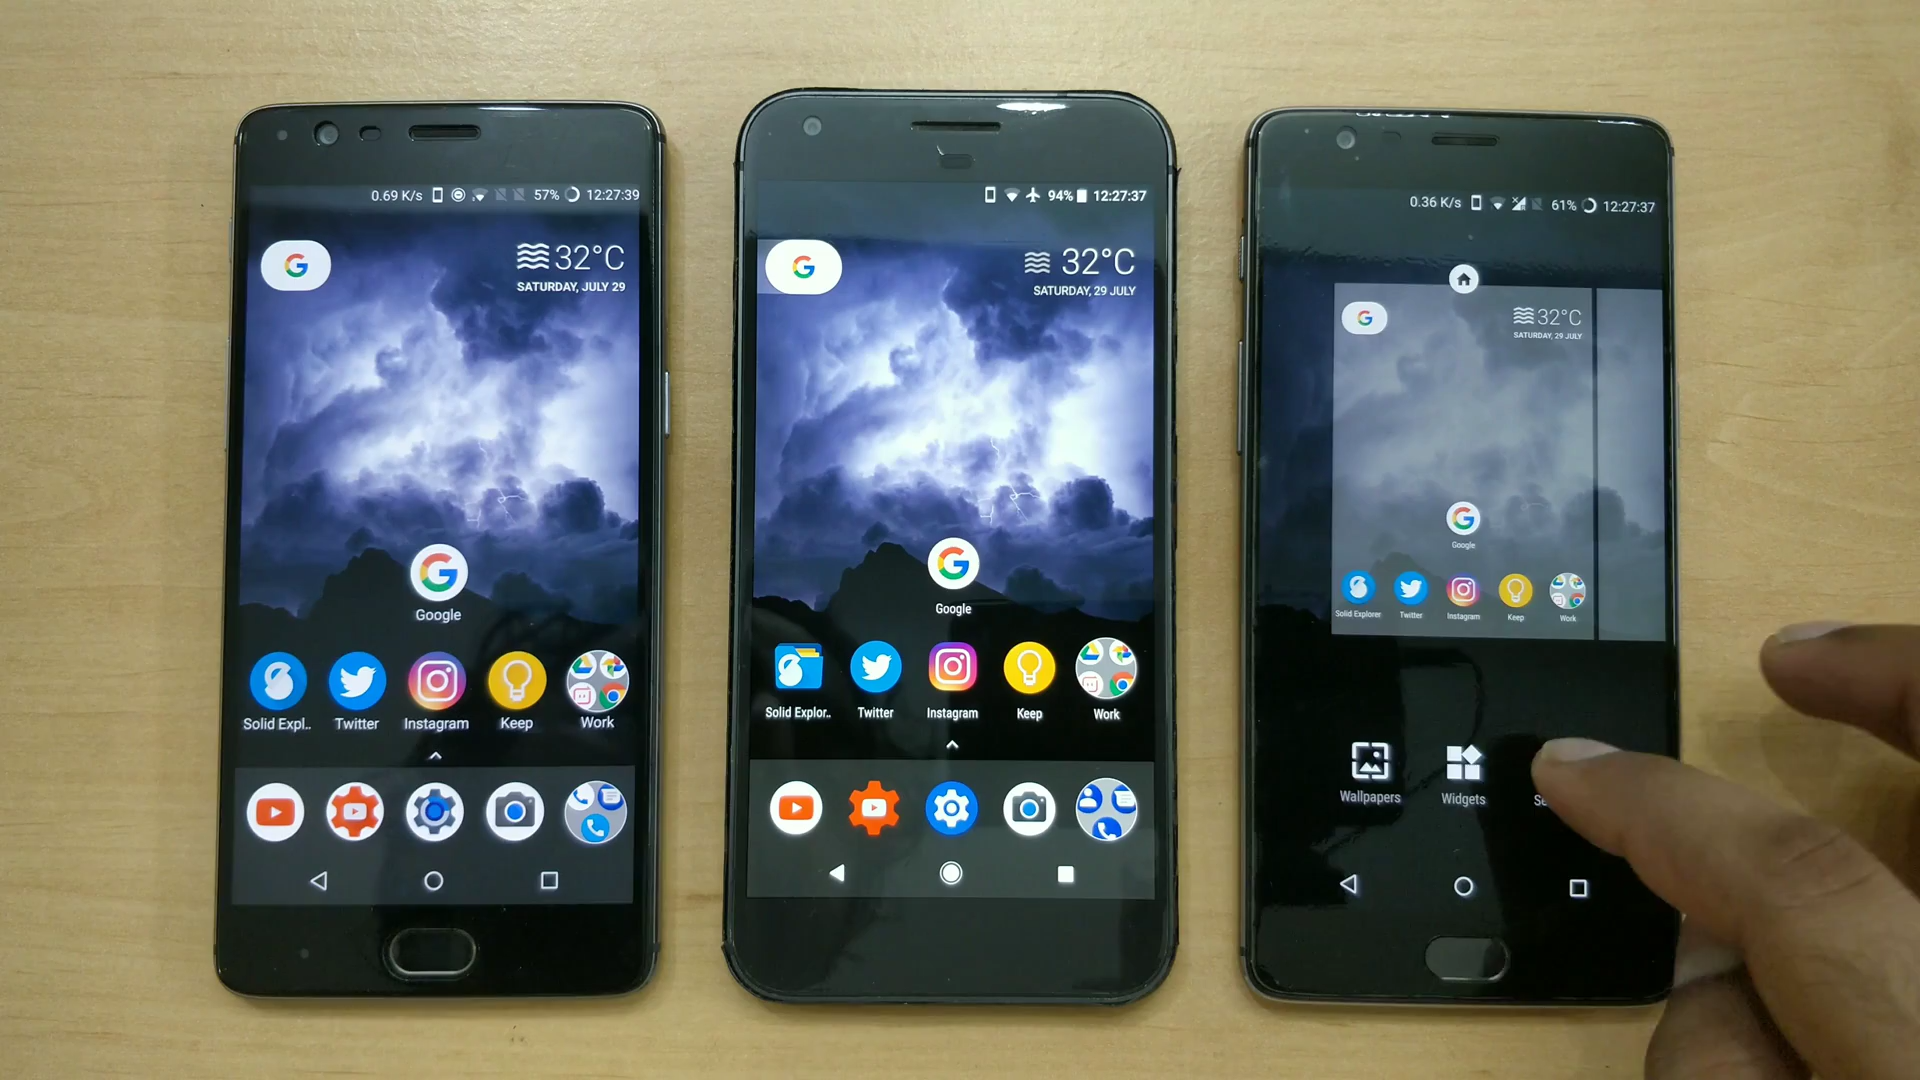 0.69 K/s 57% 12:27:39
G 32°C
SATURDAY, JULY 29
G
Google
Solid Expl.. Twitter Instagram Keep Work
94% 12:27:37
G 32°C
SATURDAY, 29 JULY
G
Google
Solid Explor.. Twitter Instagram Keep Work
0.36 K/s 61% 12:27:37
G 32°C
SATURDAY, 29 JULY
G
Google
Solid Explorer Twitter Instagram Keep Work
Wallpapers Widgets